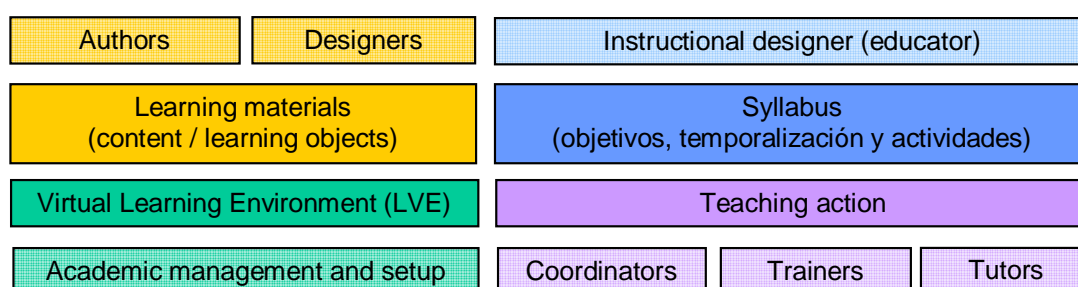 Authors
Designers
Instructional designer (educator)
Learning materials
(content / learning objects)
Syllabus
(objetivos, temporalización y actividades)
Virtual Learning Environment (LVE)
Teaching action
Academic management and setup
Coordinators
Trainers
Tutors